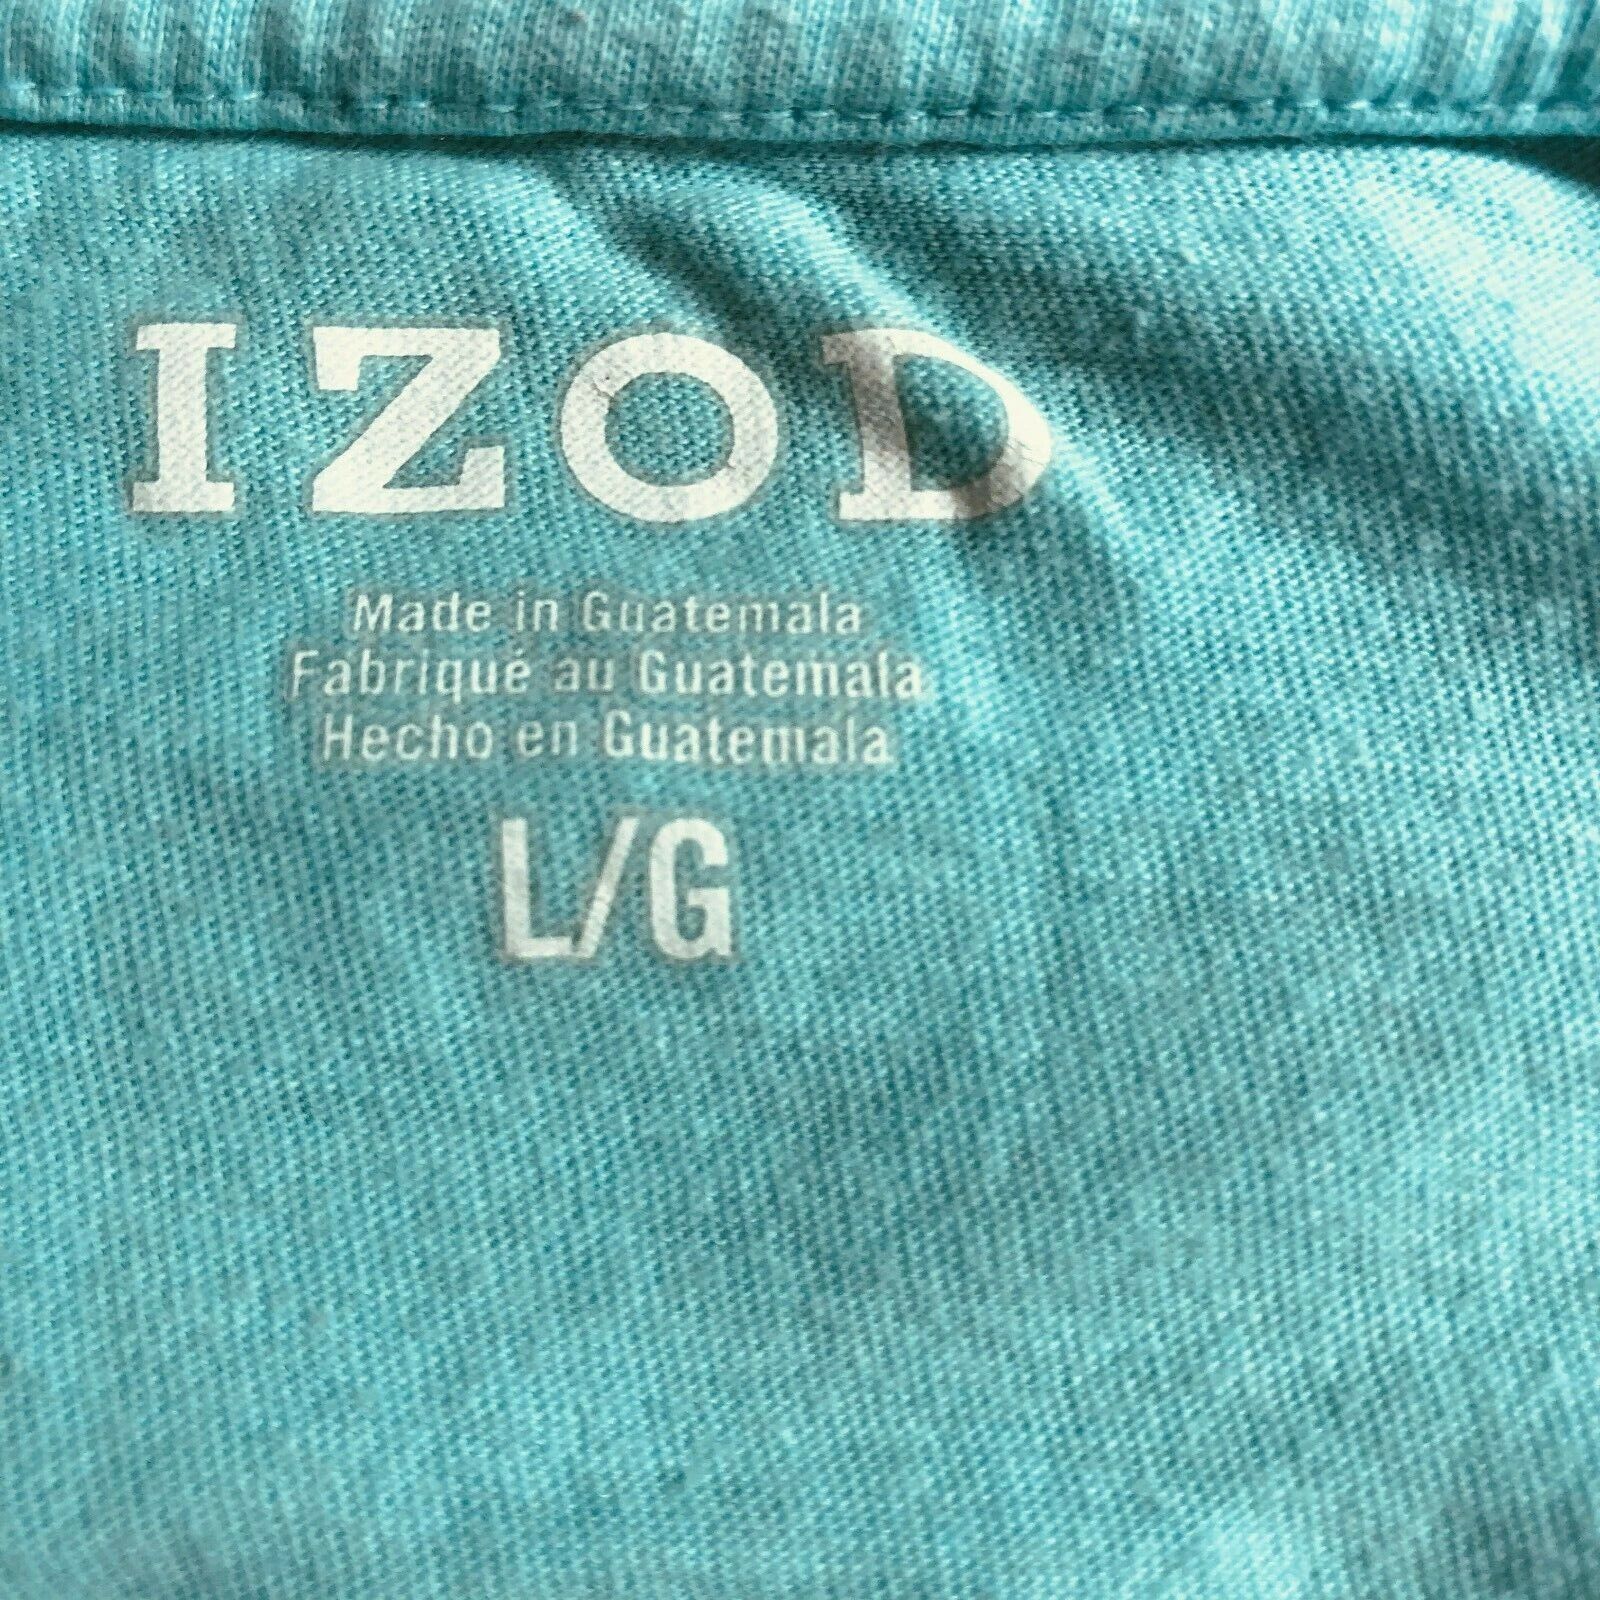 IZOD
Made in Guatemala
Fabriqué au Guatemala
Hecho en Guatemala
L/G